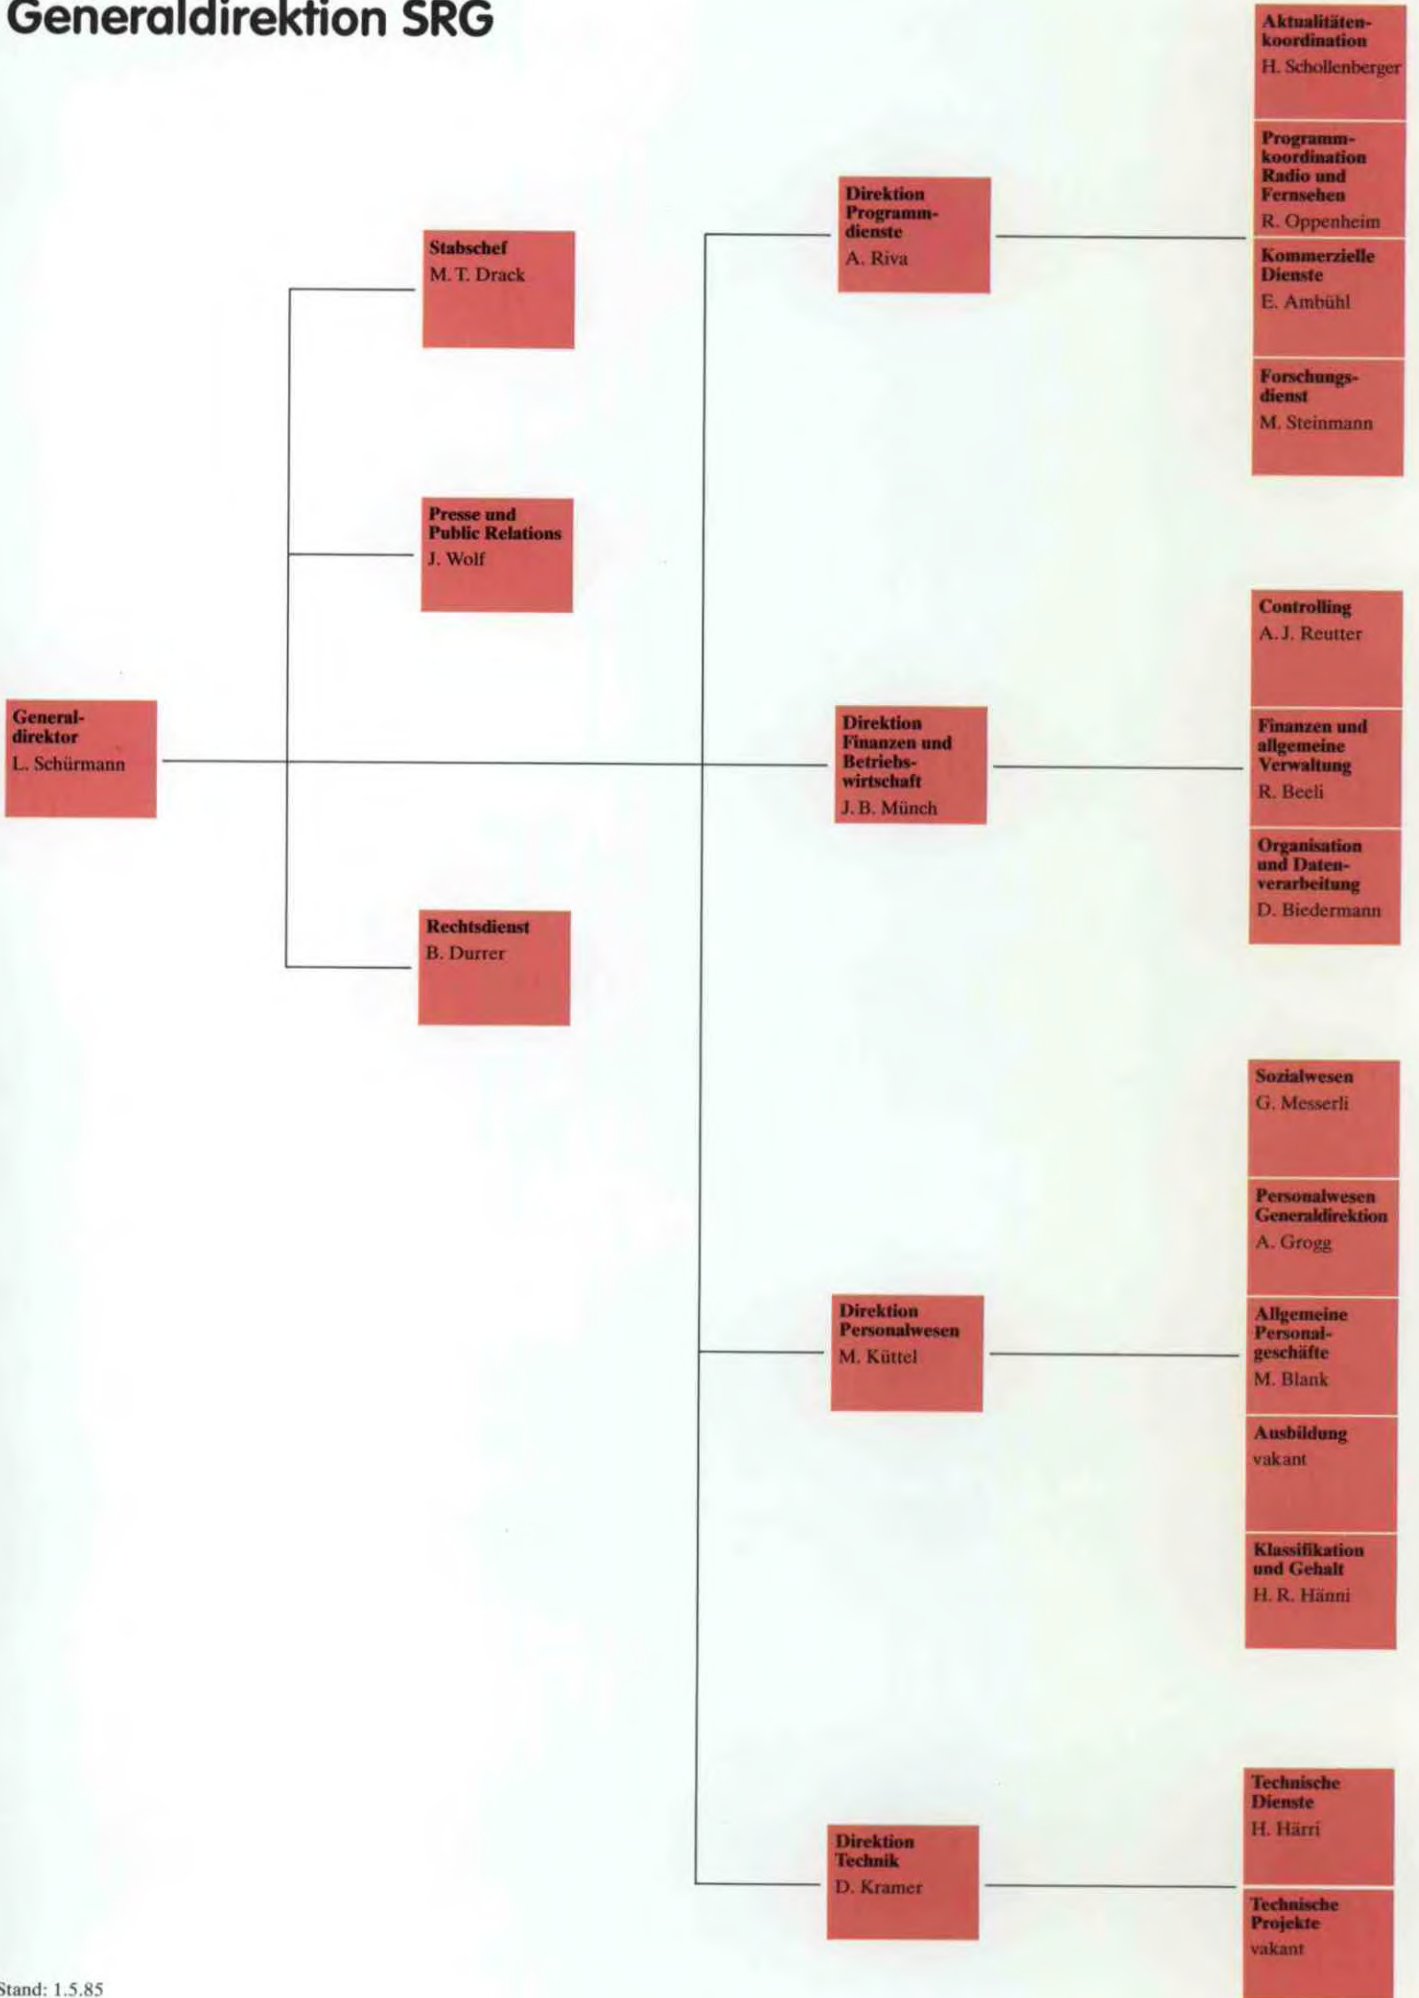 Generaldirektion SRG
General-
direktor
L. Schürmann
Stabschef
M. T. Drack
Presse und
Public Relations
J. Wolf
Rechtsdienst
B. Durrer
Direktion
Programm-
dienste
A. Riva
Direktion
Finanzen und
Betriebs-
wirtschaft
J. B. Münch
Direktion
Personalwesen
M. Küttel
Direktion
Technik
D. Kramer
Aktualitäten-
koordination
H. Schollenberger
Programm-
koordination
Radio und
Fernsehen
R. Oppenheim
Kommerzielle
Dienste
E. Ambühl
Forschungs-
dienst
M. Steinmann
Controlling
A. J. Reutter
Finanzen und
allgemeine
Verwaltung
R. Beeli
Organisation
und Daten-
verarbeitung
D. Biedermann
Sozialwesen
G. Messerli
Personalwesen
Generaldirektion
A. Grogg
Allgemeine
Personal-
geschäfte
M. Blank
Ausbildung
vakant
Klassifikation
und Gehalt
H. R. Hänni
Technische
Dienste
H. Härri
Technische
Projekte
vakant
Stand: 1.5.85